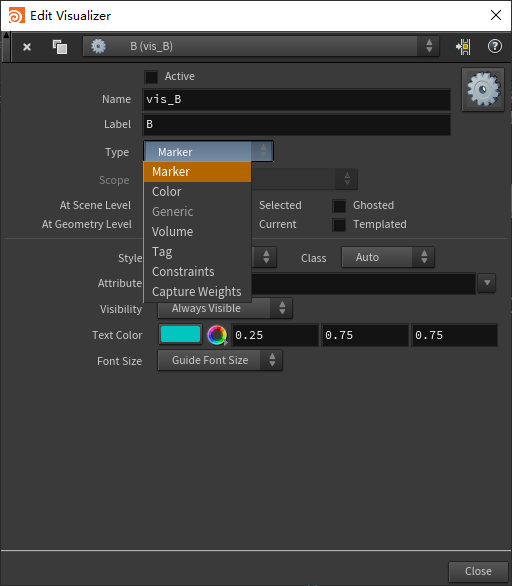 Edit Visualizer
B (vis_B)
Active
Name vis_B
Label B
Type Marker
Marker
Scope
Color
At Scene Level Selected Ghosted
Generic
At Geometry Level Current Templated
Volume
Style Tag Class Auto
Constraints
Attribute
Capture Weights
Visibility Always Visible
Text Color 0.25 0.75 0.75
Font Size Guide Font Size
Close